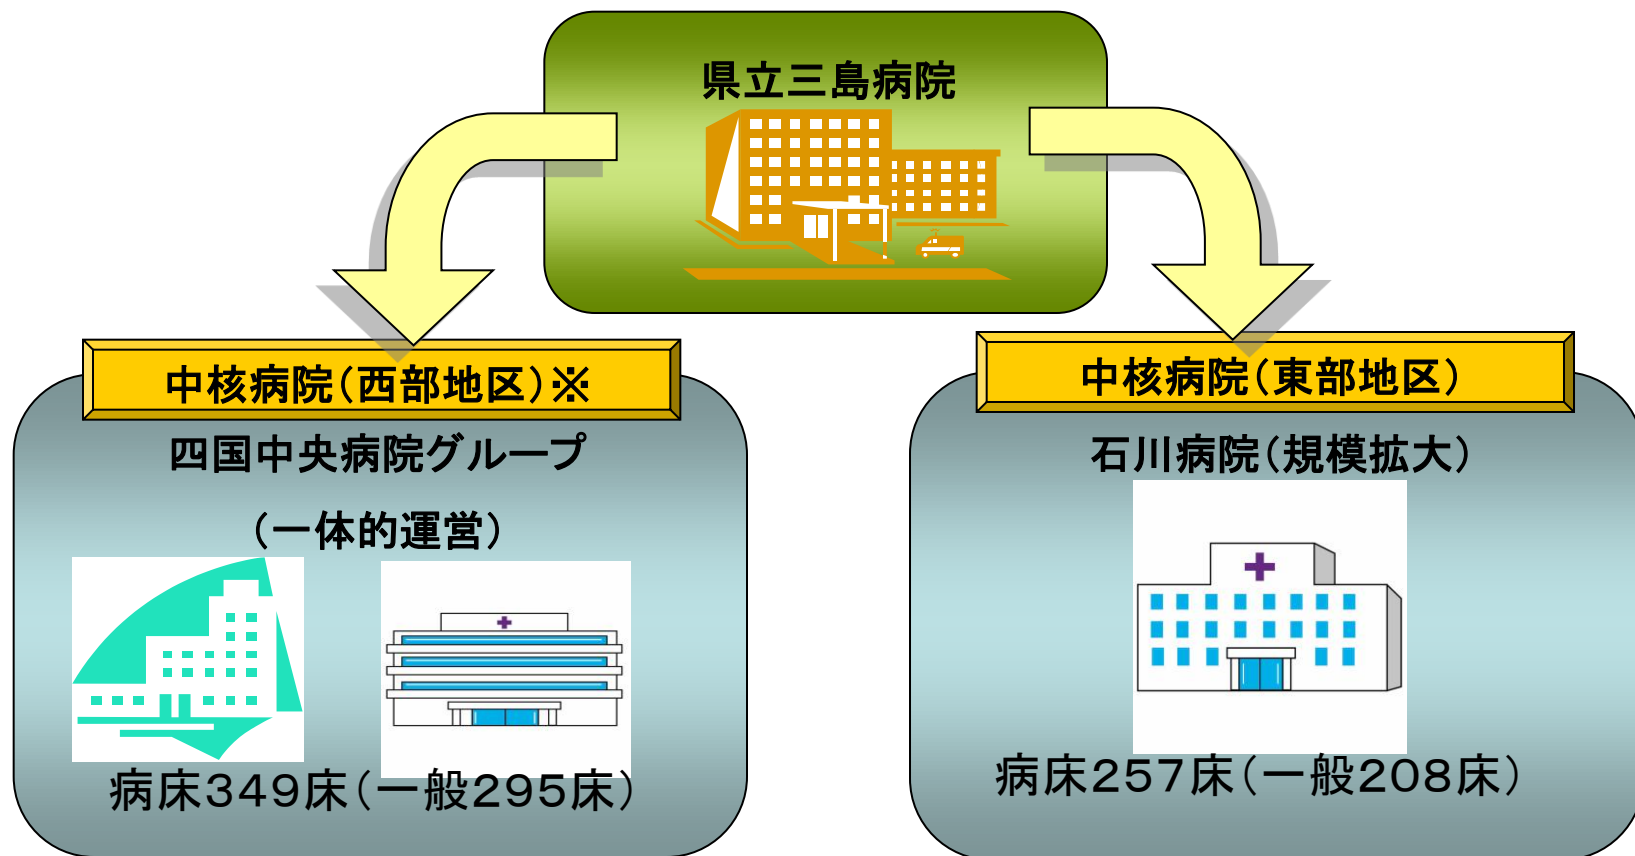 県立三島病院
中核病院(西部地区)※
四国中央病院グループ
(一体的運営)
病床349床(一般295床)
中核病院(東部地区)
石川病院(規模拡大)
病床257床(一般208床)